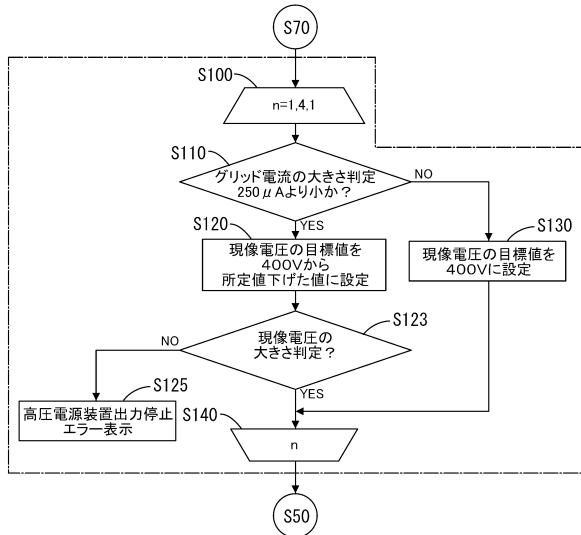 S70
S100
n=1,4,1
S110
グリッド電流の大きさ判定
250μAより小か？
NO
YES
S120
現像電圧の目標値を
400Vから
所定値下げた値に設定
S130
現像電圧の目標値を
400Vに設定
S123
現像電圧の
大きさ判定？
NO
YES
S125
高圧電源装置出力停止
エラー表示
S140
n
S50